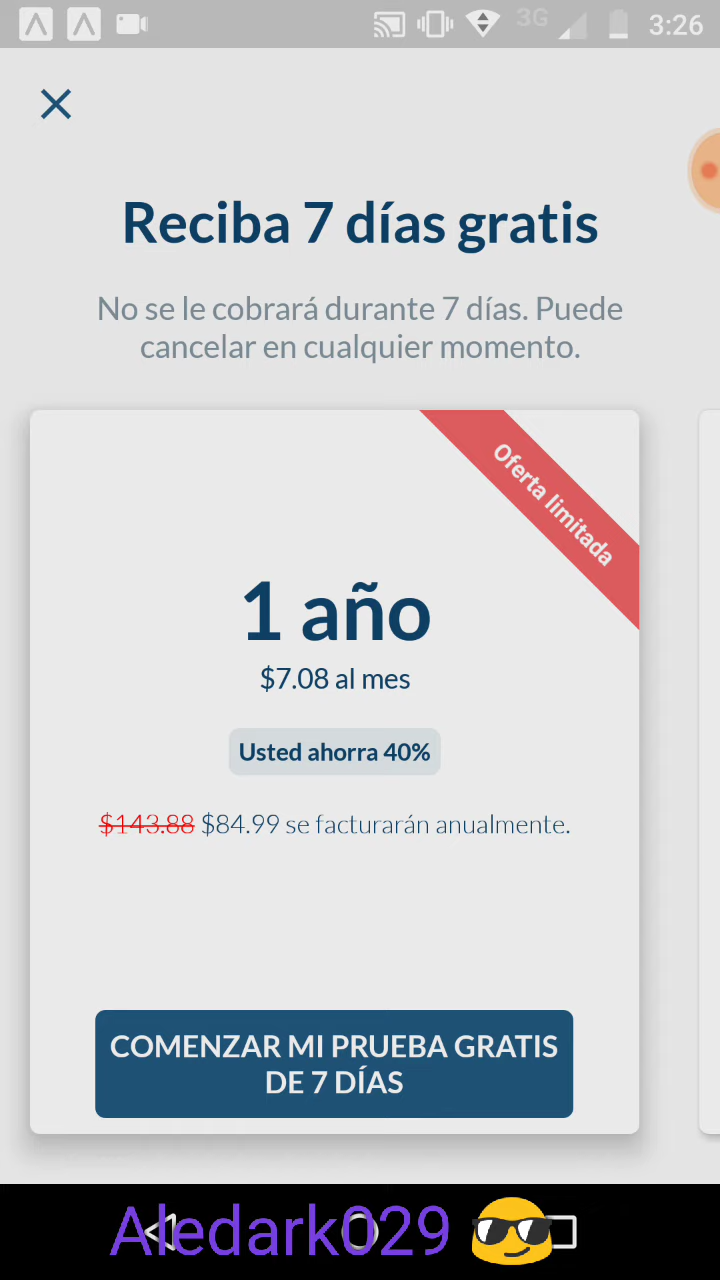 3G 3:26
Reciba 7 días gratis
No se le cobrará durante 7 días. Puede
cancelar en cualquier momento.
Oferta limitada
1 año
$7.08 al mes
Usted ahorra 40%
$143.88 $84.99 se facturarán anualmente.
COMENZAR MI PRUEBA GRATIS
DE 7 DÍAS
Aledark029 😎